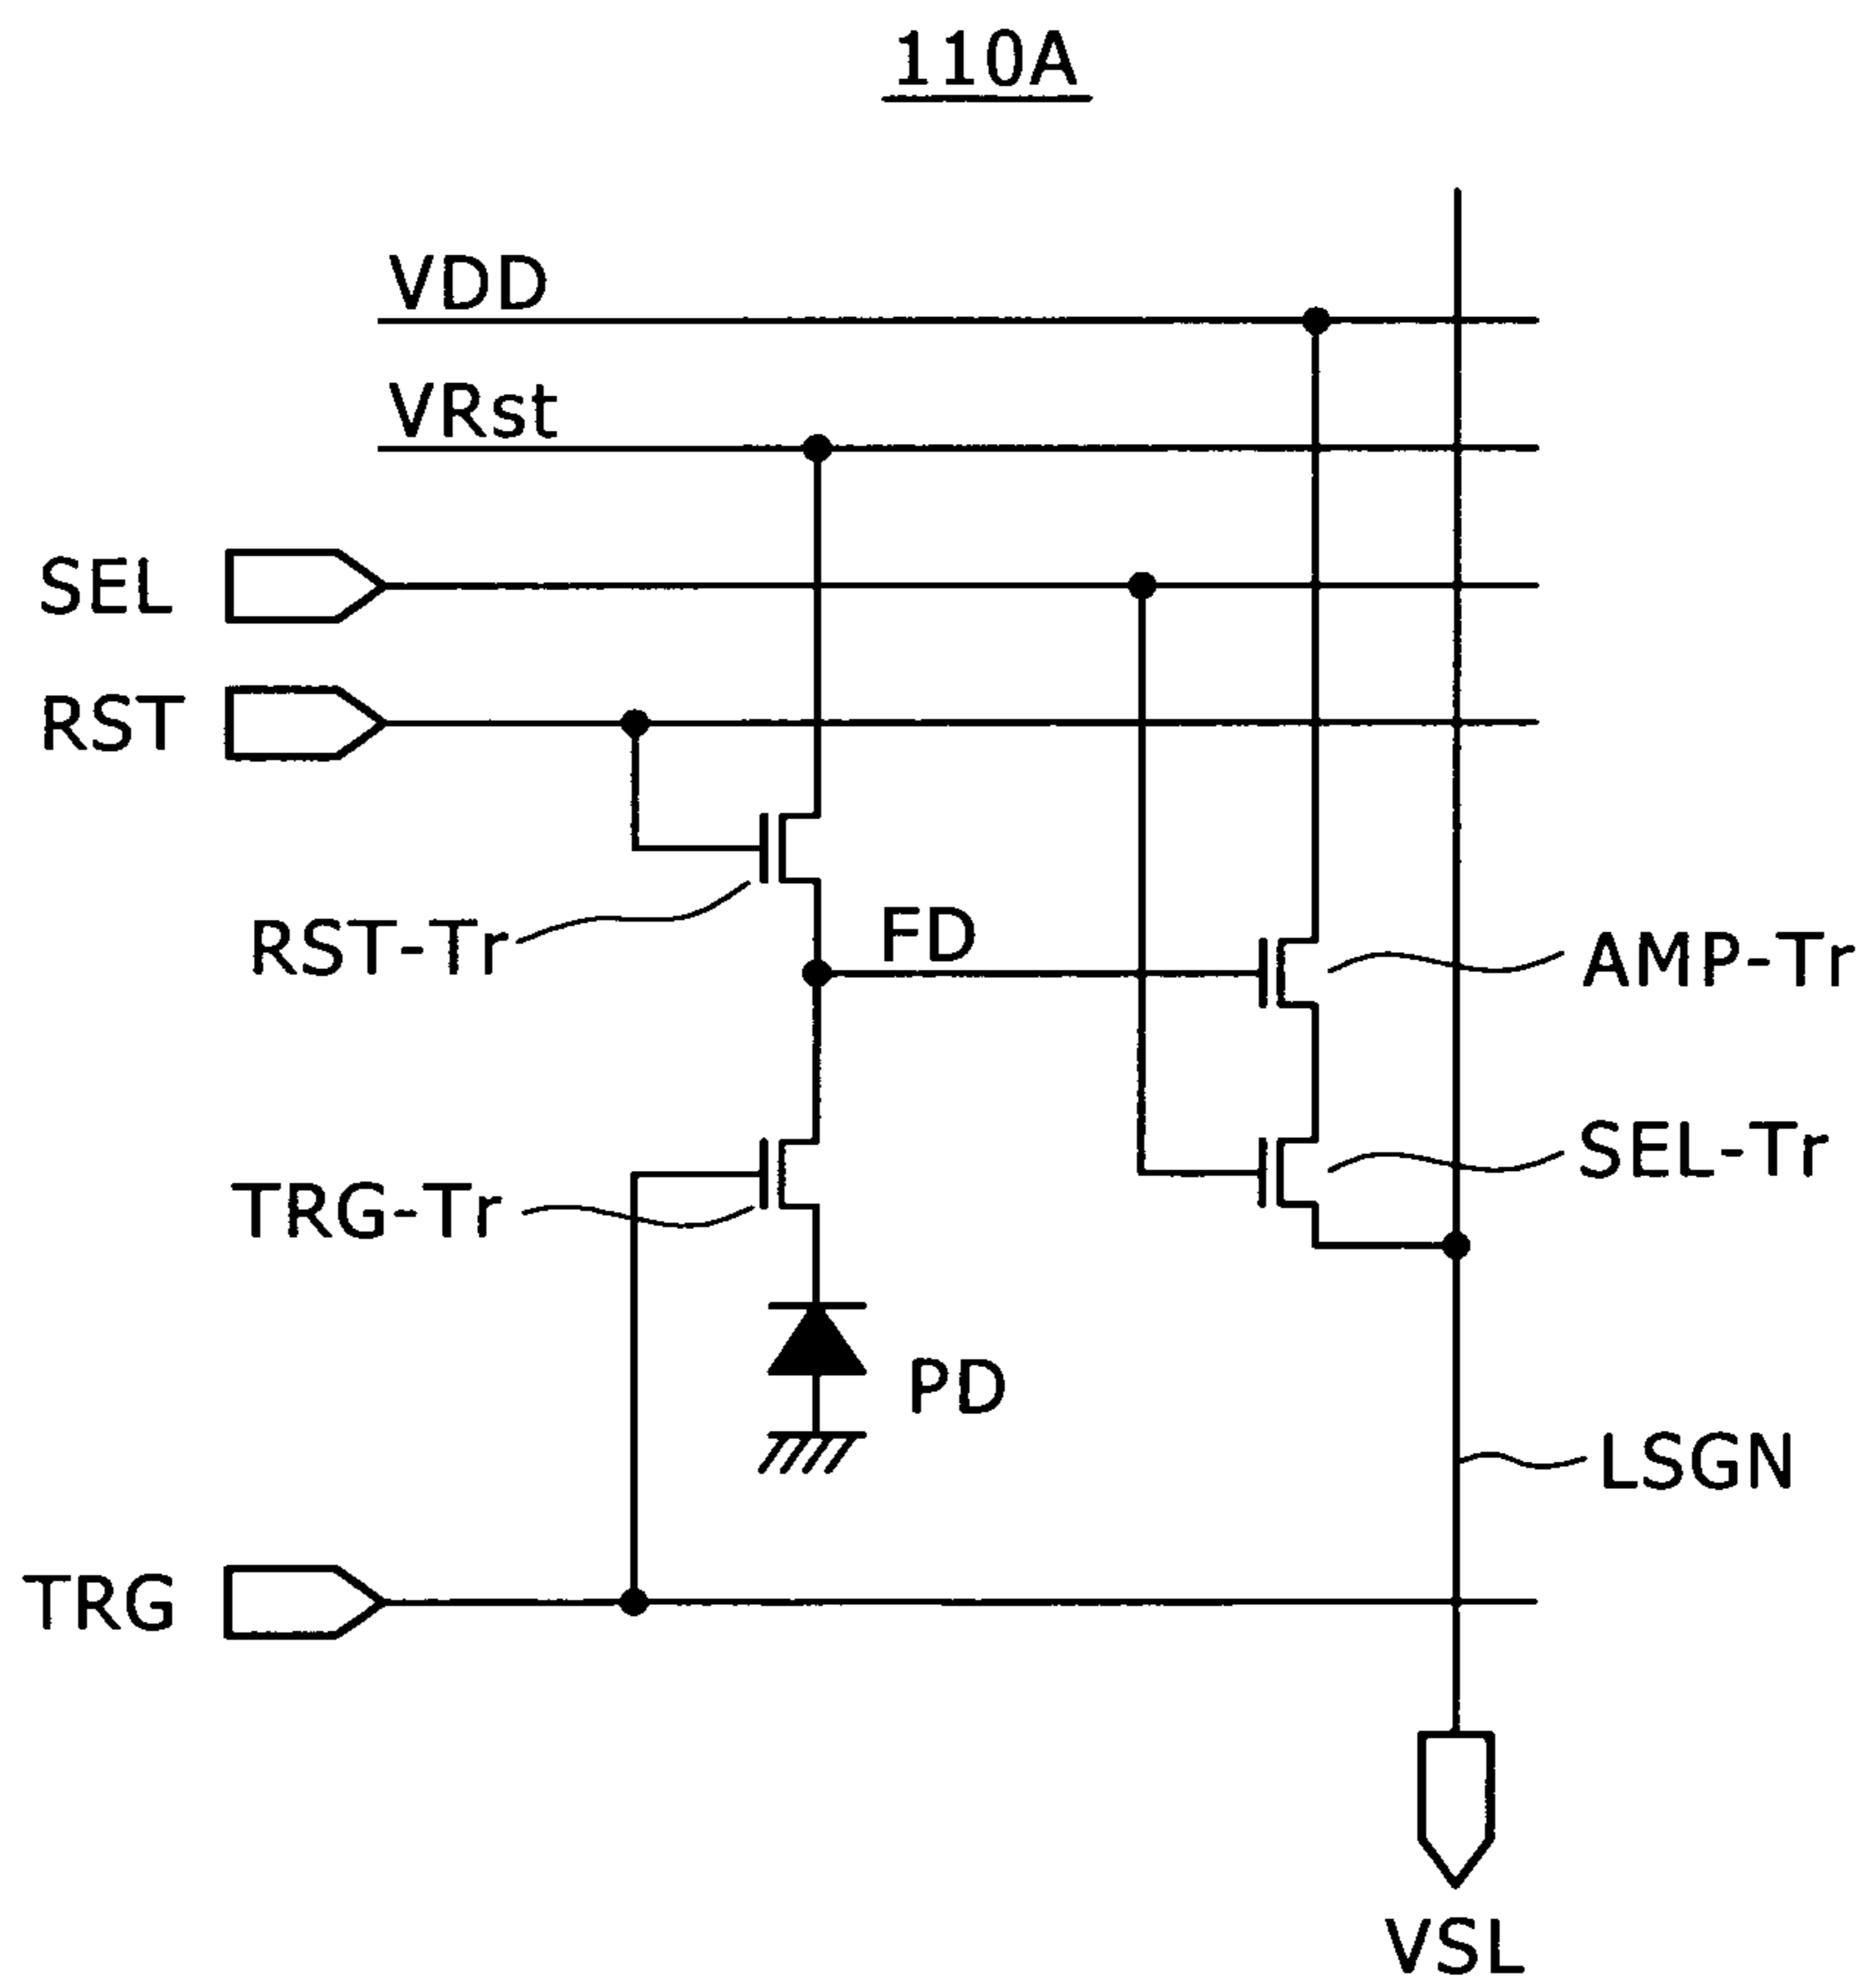 110A
VDD
VRst
SEL
RST
RST-Tr
FD
AMP-Tr
TRG-Tr
SEL-Tr
PD
LSGN
TRG
VSL